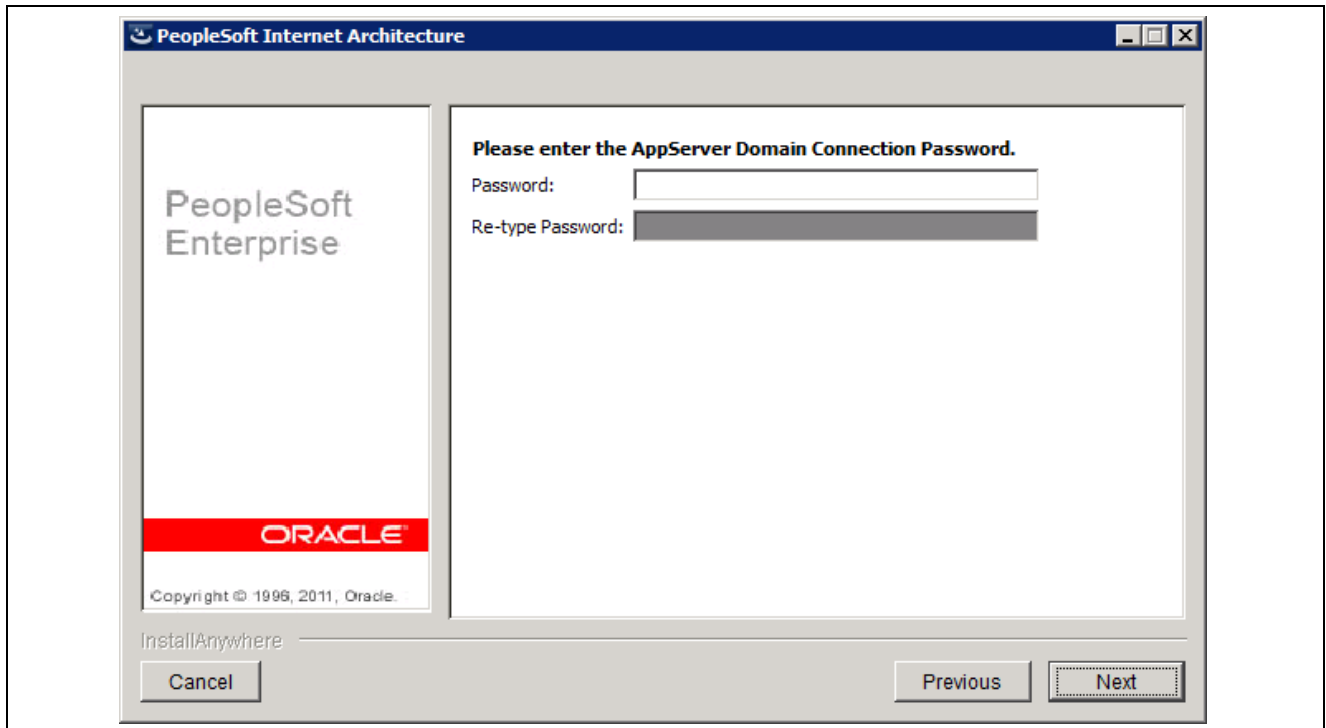 PeopleSoft Internet Architecture
Please enter the AppServer Domain Connection Password.
Password:
Re-type Password:
PeopleSoft
Enterprise
ORACLE
Copyright © 1996, 2011, Oracle.
InstallAnywhere
Cancel
Previous
Next